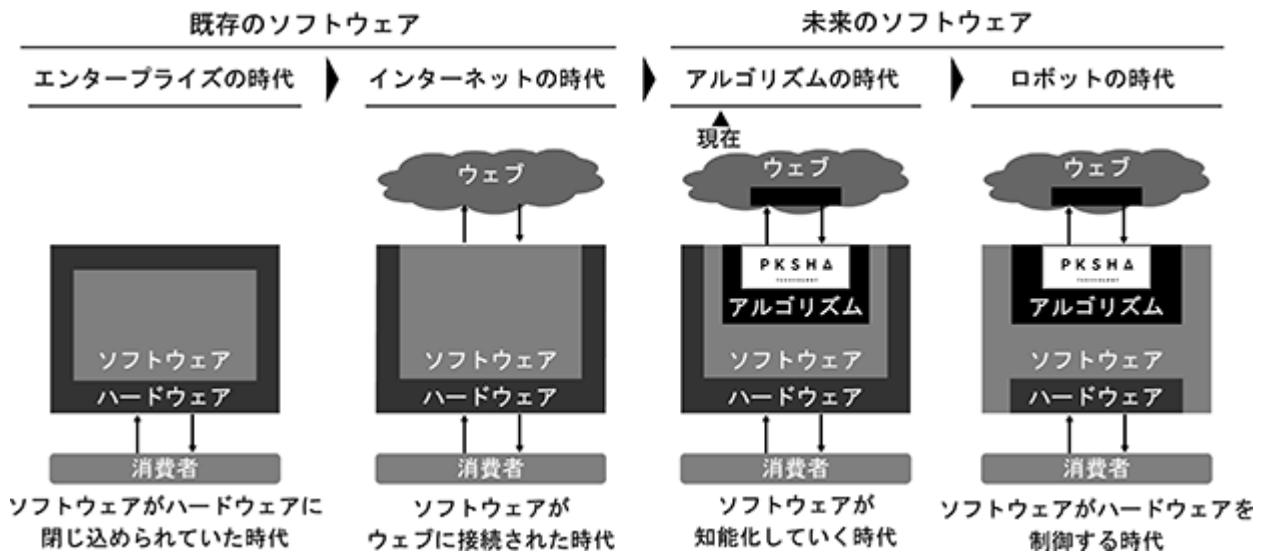 既存のソフトウェア
未来のソフトウェア
エンタープライズの時代
インターネットの時代
アルゴリズムの時代
ロボットの時代
現在
ソフトウェア
ハードウェア
消費者
ソフトウェアがハードウェアに
閉じ込められていた時代
ウェブ
ソフトウェア
ハードウェア
消費者
ソフトウェアが
ウェブに接続された時代
ウェブ
PKSHA
TECHNOLOGY
アルゴリズム
ソフトウェア
ハードウェア
消費者
ソフトウェアが
知能化していく時代
ウェブ
PKSHA
TECHNOLOGY
アルゴリズム
ソフトウェア
ハードウェア
消費者
ソフトウェアがハードウェアを
制御する時代